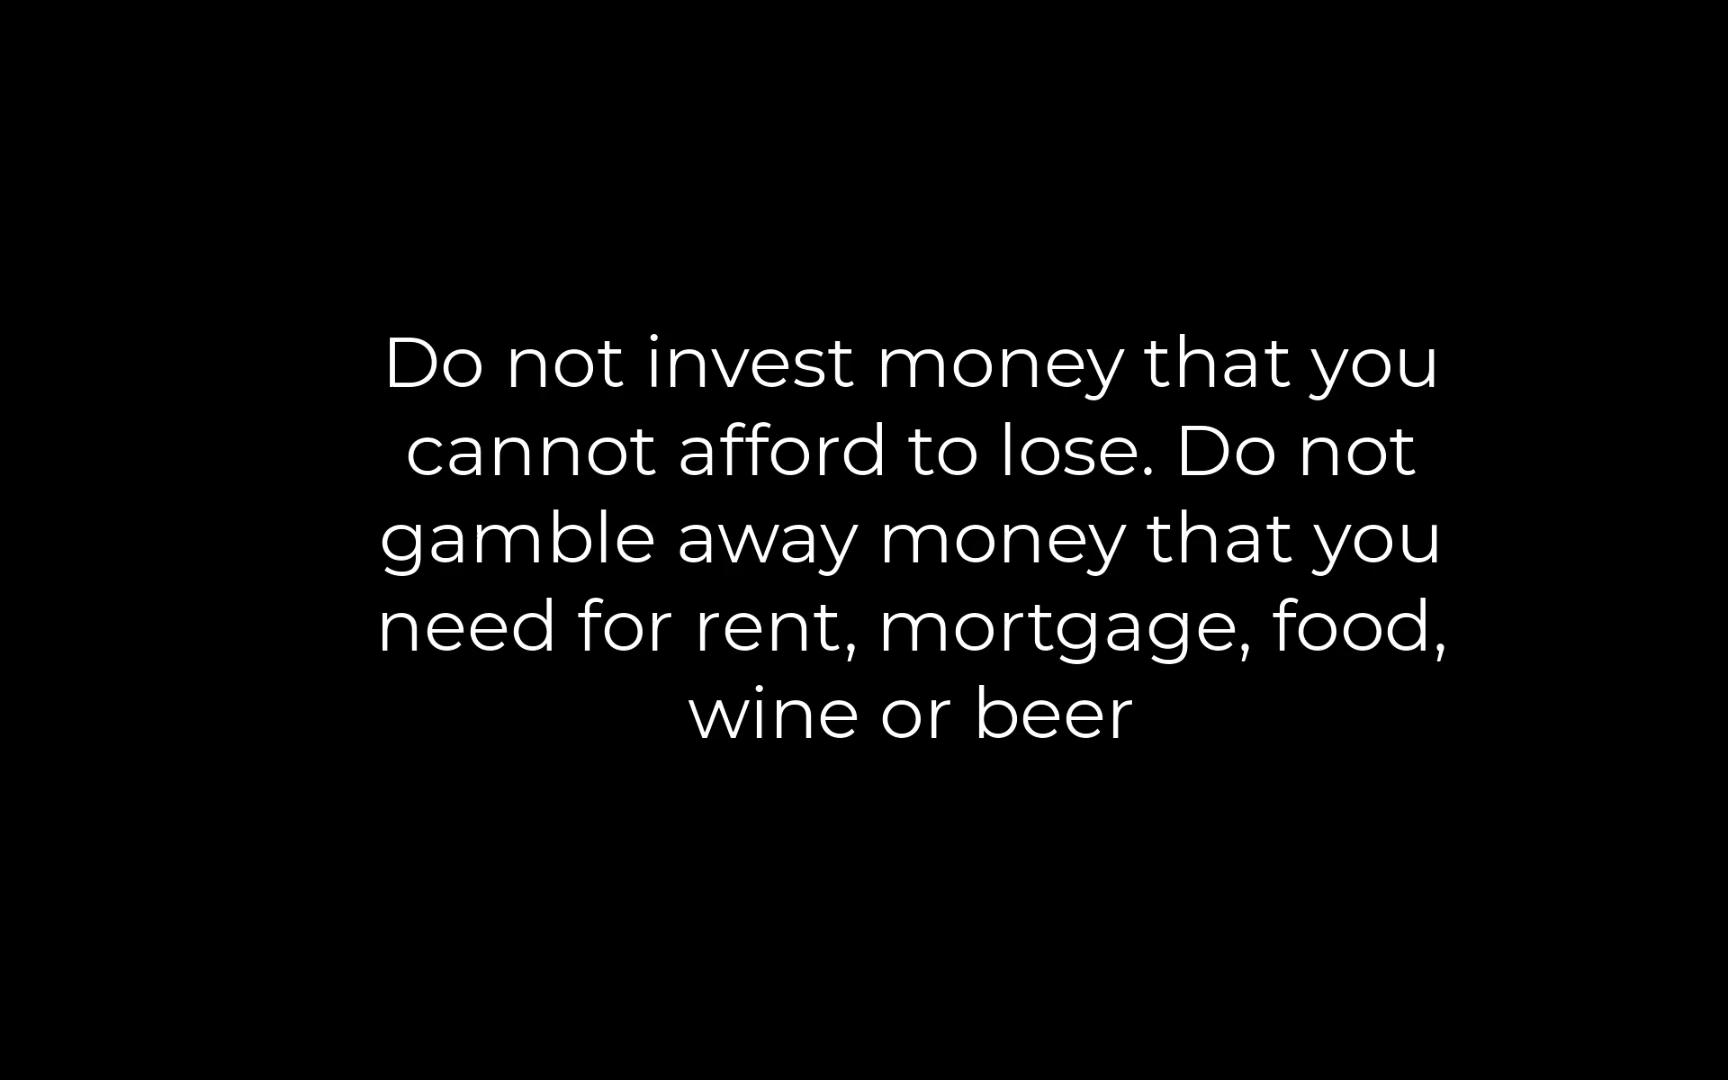 Do not invest money that you
cannot afford to lose. Do not
gamble away money that you
need for rent, mortgage, food,
wine or beer